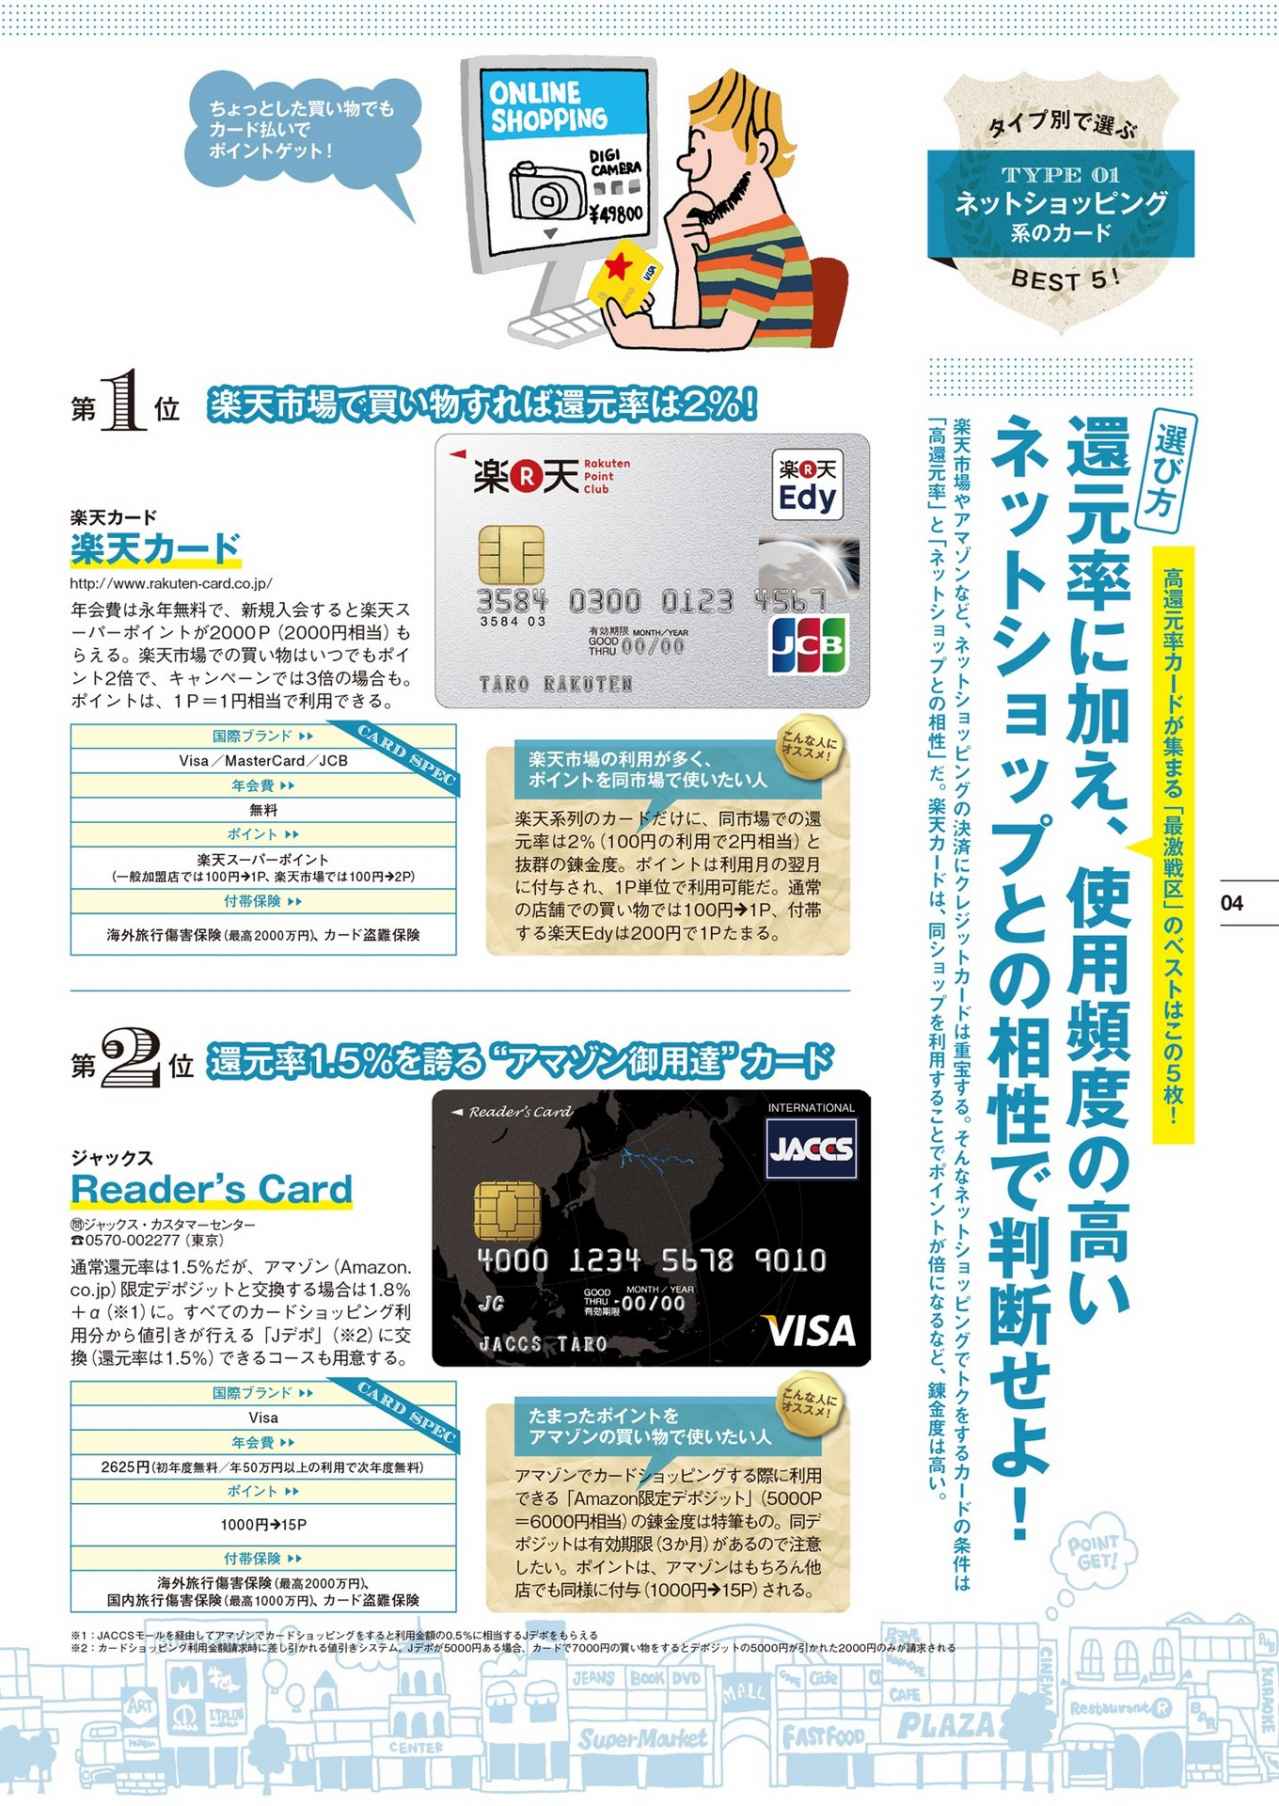 ちょっとした買い物でも
カード払いで
ポイントゲット！
ONLINE
SHOPPING
DIGI
CAMERA
¥49800
VISA
タイプ別で選ぶ
TYPE 01
ネットショッピング
系のカード
BEST 5！
選び方
高還元率カードが集まる「最激戦区」のベストはこの5枚！
還元率に加え、使用頻度の高い
ネットショップとの相性で判断せよ！
楽天市場やアマゾンなど、ネットショッピングの決済にクレジットカードは重宝する。そんなネットショッピングでトクをするカードの条件は
「高還元率」と「ネットショップとの相性」だ。楽天カードは、同ショップを利用することでポイントが倍になるなど、錬金度は高い。
04
第1位 楽天市場で買い物すれば還元率は2％！
楽天カード
楽天カード
http://www.rakuten-card.co.jp/
年会費は永年無料で、新規入会すると楽天ス
ーパーポイントが2000P（2000円相当）も
らえる。楽天市場での買い物はいつでもポイ
ント2倍で、キャンペーンでは3倍の場合も。
ポイントは、1P＝1円相当で利用できる。
楽R天 Rakuten
Point
Club
楽R天
Edy
3584 0300 0123 4567
3584 03
有効期限 MONTH／YEAR
GOOD
THRU 00/00
JCB
TARO RAKUTEN
CARD SPEC
国際ブランド
Visa／MasterCard／JCB
年会費
無料
ポイント
楽天スーパーポイント
（一般加盟店では100円→1P、楽天市場では100円→2P）
付帯保険
海外旅行傷害保険（最高2000万円）、カード盗難保険
こんな人に
オススメ！
楽天市場の利用が多く、
ポイントを同市場で使いたい人
楽天系列のカードだけに、同市場での還
元率は2％（100円の利用で2円相当）と
抜群の錬金度。ポイントは利用月の翌月
に付与され、1P単位で利用可能だ。通常
の店舗での買い物では100円→1P、付帯
する楽天Edyは200円で1Pたまる。
第2位 還元率1.5％を誇る“アマゾン御用達”カード
ジャックス
Reader’s Card
㉄ジャックス・カスタマーセンター
☎0570-002277（東京）
通常還元率は1.5％だが、アマゾン（Amazon.
co.jp）限定デポジットと交換する場合は1.8％
＋α（※1）に。すべてのカードショッピング利
用分から値引きが行える「Jデポ」（※2）に交
換（還元率は1.5％）できるコースも用意する。
Reader’s Card
INTERNATIONAL
JACCS
4000 1234 5678 9010
MONTH / YEAR
GOOD
THRU
有効期限 00/00
JC
JACCS TARO
VISA
CARD SPEC
国際ブランド
Visa
年会費
2625円（初年度無料／年50万円以上の利用で次年度無料）
ポイント
1000円→15P
付帯保険
海外旅行傷害保険（最高2000万円）、
国内旅行傷害保険（最高1000万円）、カード盗難保険
こんな人に
オススメ！
たまったポイントを
アマゾンの買い物で使いたい人
アマゾンでカードショッピングする際に利用
できる「Amazon限定デポジット」（5000P
＝6000円相当）の錬金度は特筆もの。同デ
ポジットは有効期限（3か月）があるので注意
したい。ポイントは、アマゾンはもちろん他
店でも同様に付与（1000円→15P）される。
※1：JACCSモールを経由してアマゾンでカードショッピングをすると利用金額の0.5％に相当するJデポをもらえる
※2：カードショッピング利用金額請求時に差し引かれる値引きシステム。Jデポが5000円ある場合、カードで7000円の買い物をするとデポジットの5000円が引かれた2000円のみが請求される
POINT
GET!
ART
M
CENTER
JEANS BOOK DVD
SuperMarket
MALL
FASTFOOD
CAFE
PLAZA
CINEMA
Restaurant R
BAR
KARAOKE